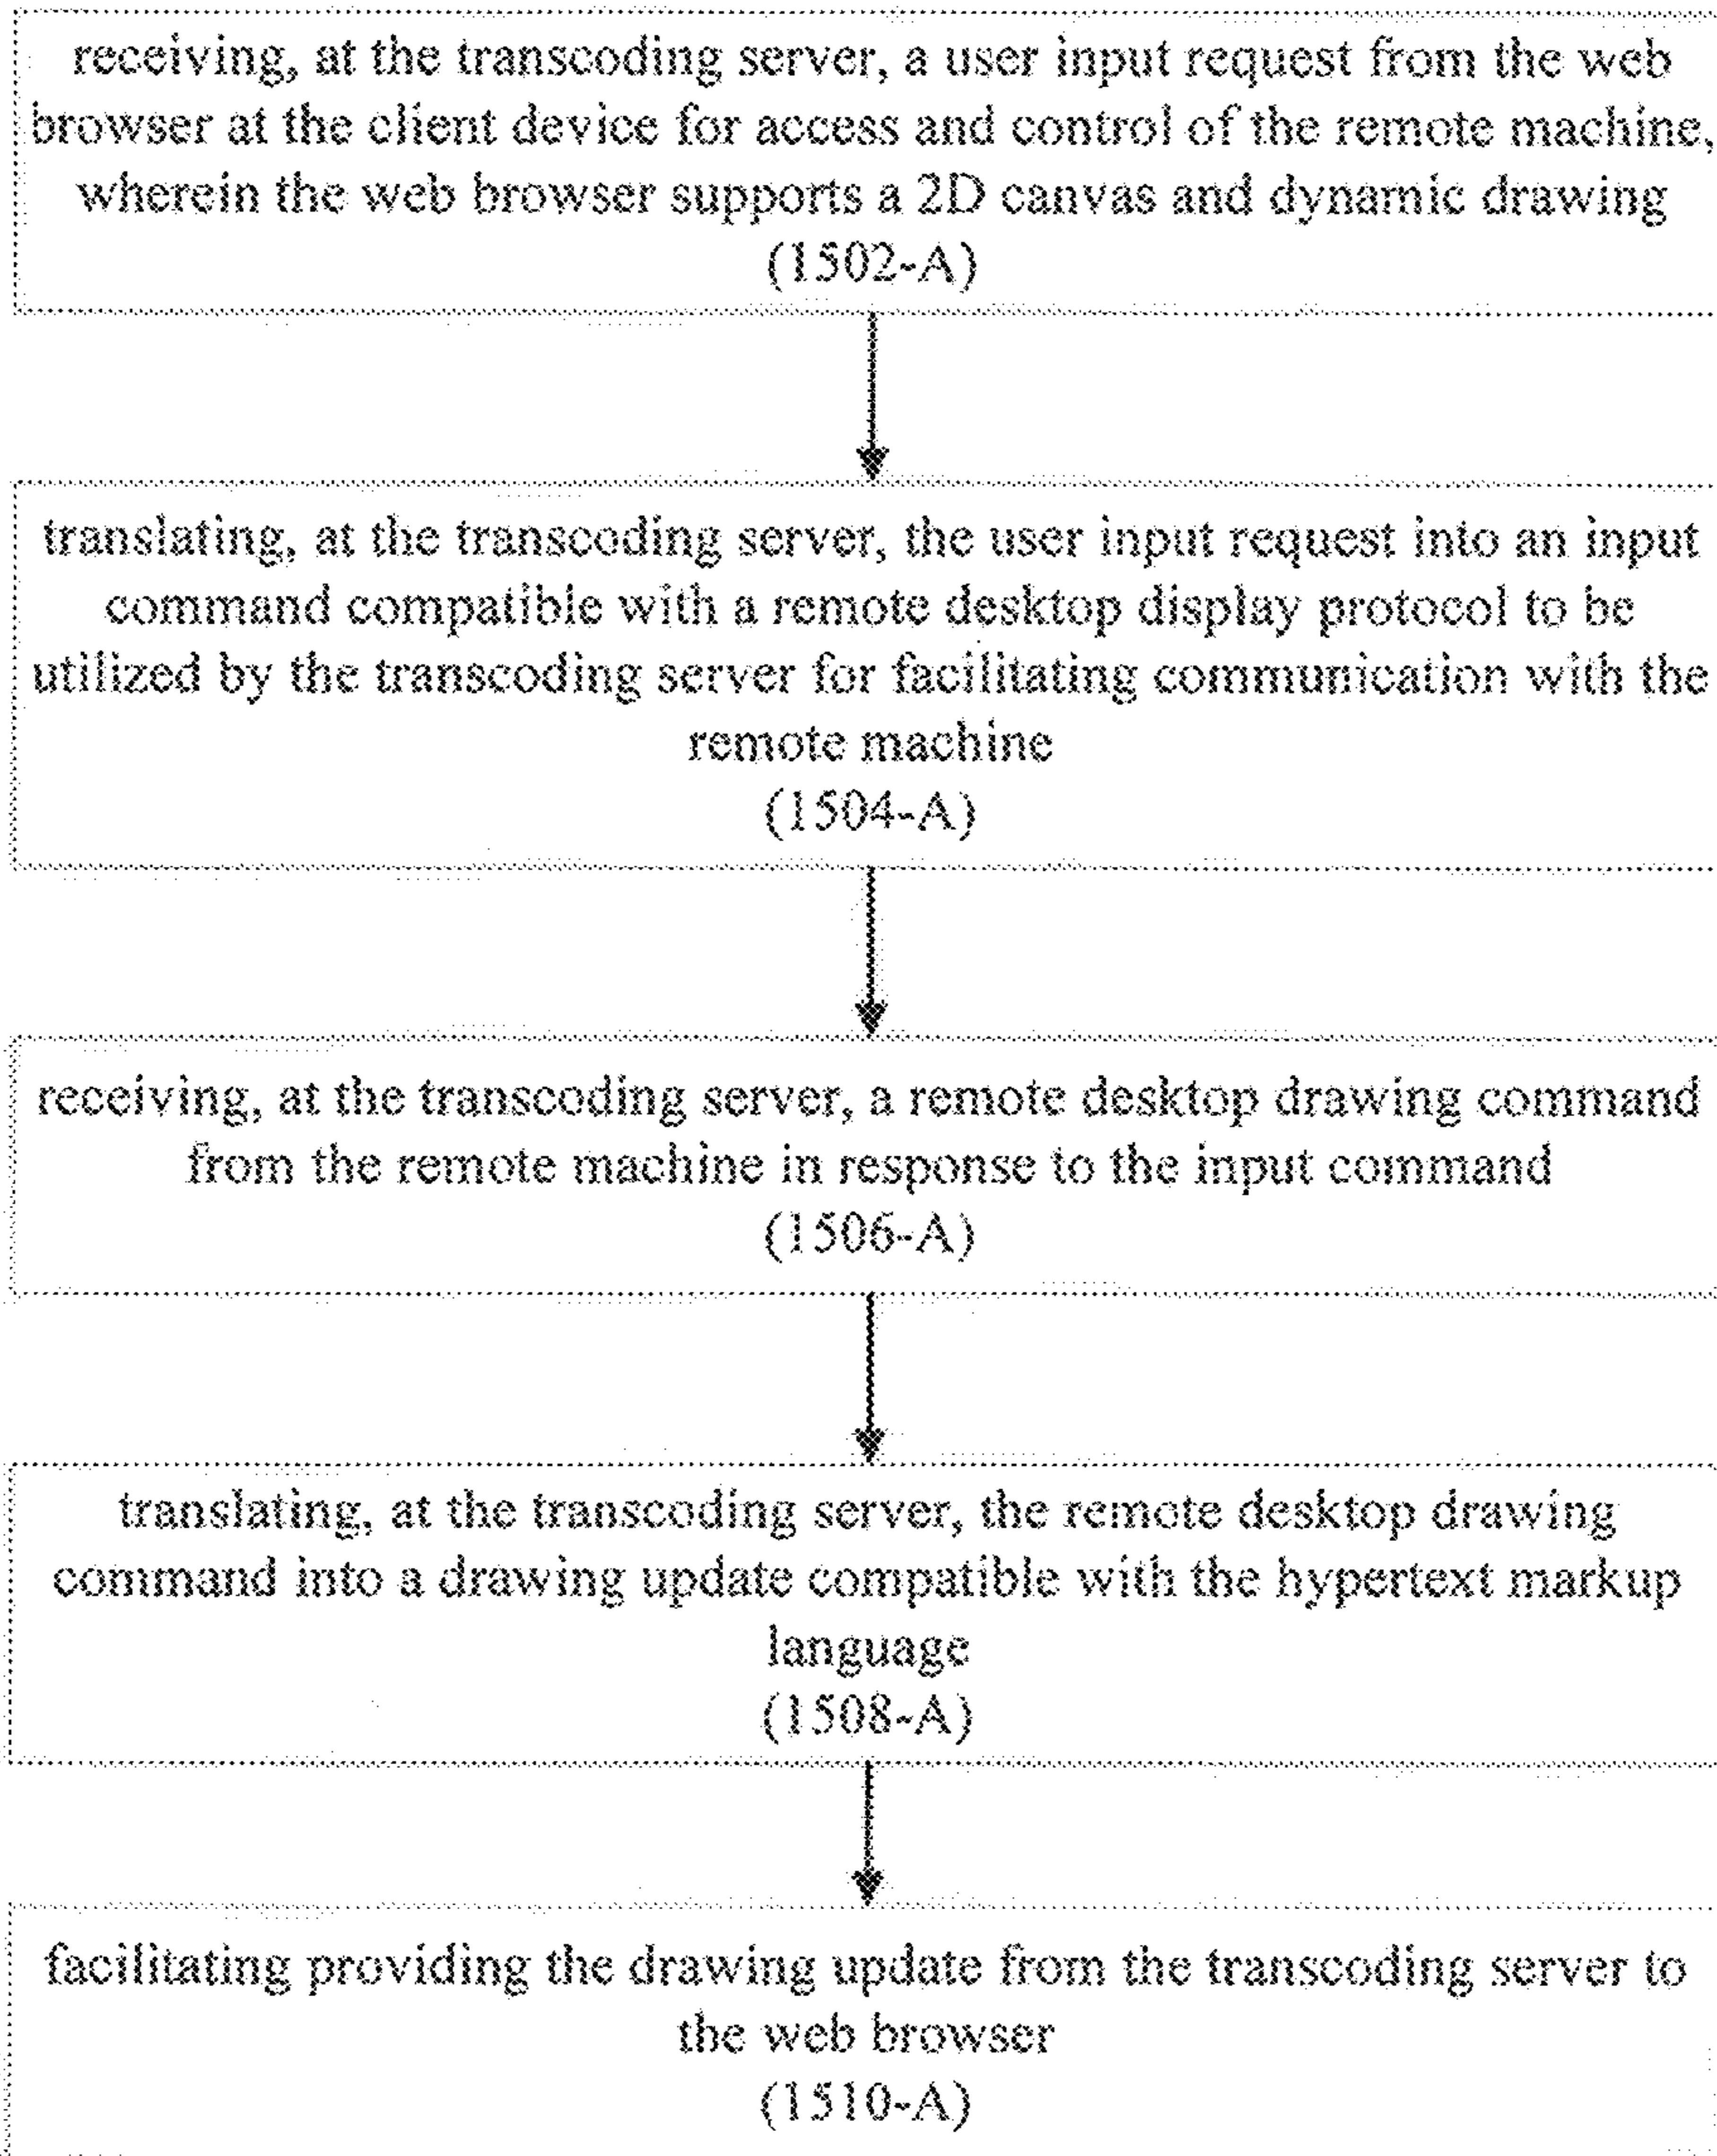 receiving, at the transcoding server, a user input request from the web
browser at the client device for access and control of the remote machine,
wherein the web browser supports a 2D canvas and dynamic drawing
(1502-A)
translating, at the transcoding server, the user input request into an input
command compatible with a remote desktop display protocol to be
utilized by the transcoding server for facilitating communication with the
remote machine
(1504-A)
receiving, at the transcoding server, a remote desktop drawing command
from the remote machine in response to the input command
(1506-A)
translating, at the transcoding server, the remote desktop drawing
command into a drawing update compatible with the hypertext markup
language
(1508-A)
facilitating providing the drawing update from the transcoding server to
the web browser
(1510-A)